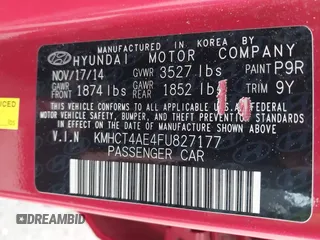 MANUFACTURED IN KOREA BY
HYUNDAI MOTOR COMPANY
NOV/17/14 GVWR 3527 lbs PAINT P9R
GAWR FRONT 1874 lbs GAWR REAR 1852 lbs TRIM 9Y
THIS VEHICLE CONFORMS TO ALL APPLICABLE U.S. FEDERAL
MOTOR VEHICLE SAFETY, BUMPER, AND THEFT PREVENTION
STANDARDS IN EFFECT ON THE DATE OF MANUFACTURE SHOWN ABOVE.
V.I.N KMHCT4AE4FU827177
PASSENGER CAR
DREAMBID